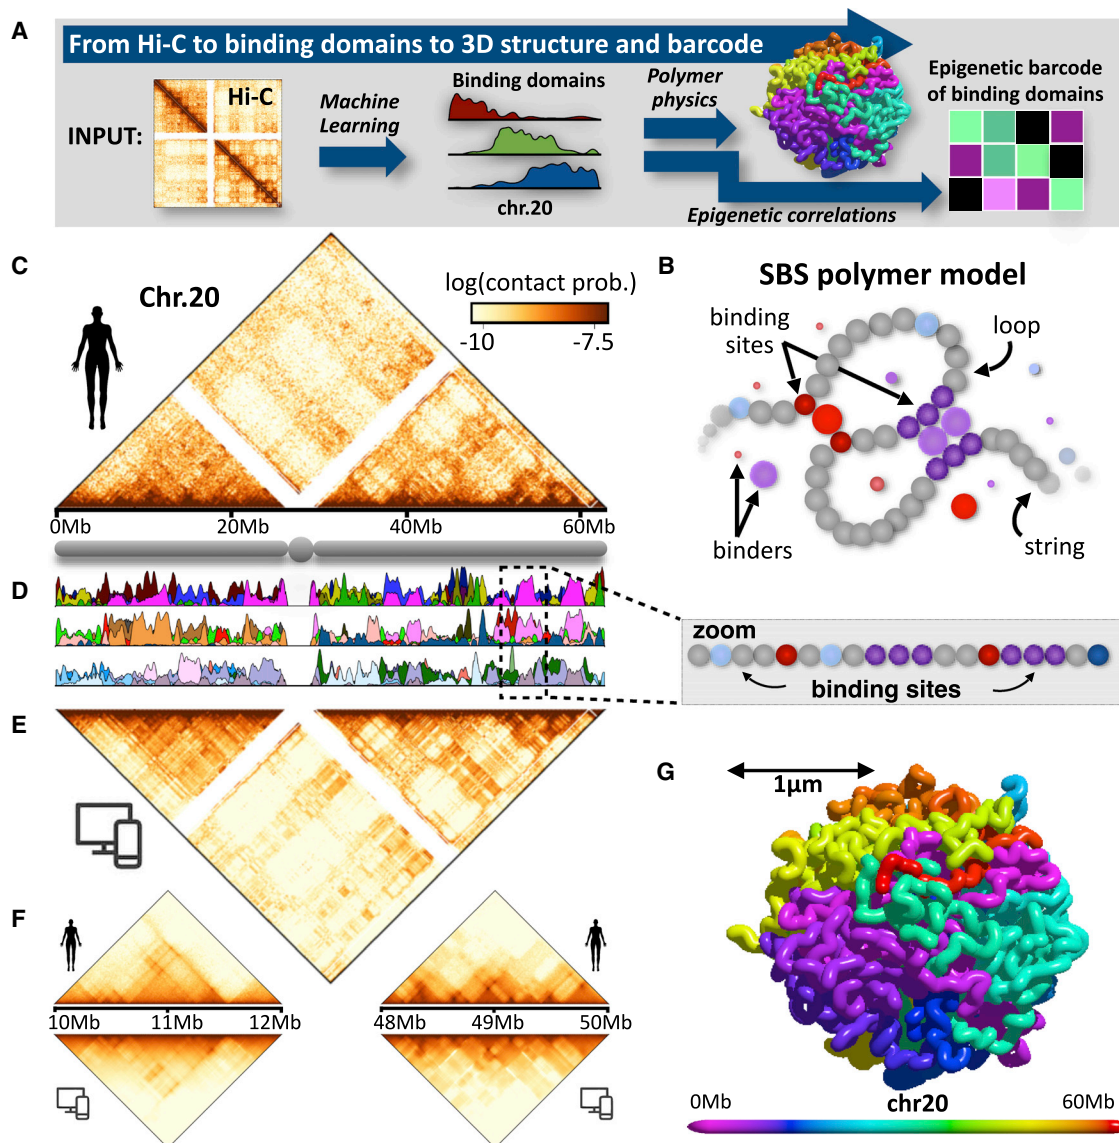 A
From Hi-C to binding domains to 3D structure and barcode
INPUT:
Hi-C
Machine
Learning
Binding domains
chr.20
Polymer
physics
Epigenetic correlations
Epigenetic barcode
of binding domains
C
Chr.20
log(contact prob.)
-10
-7.5
0Mb
20Mb
40Mb
60Mb
B
SBS polymer model
binding
sites
loop
binders
string
D
zoom
binding sites
E
F
10Mb
11Mb
12Mb
48Mb
49Mb
50Mb
G
1μm
0Mb
chr20
60Mb